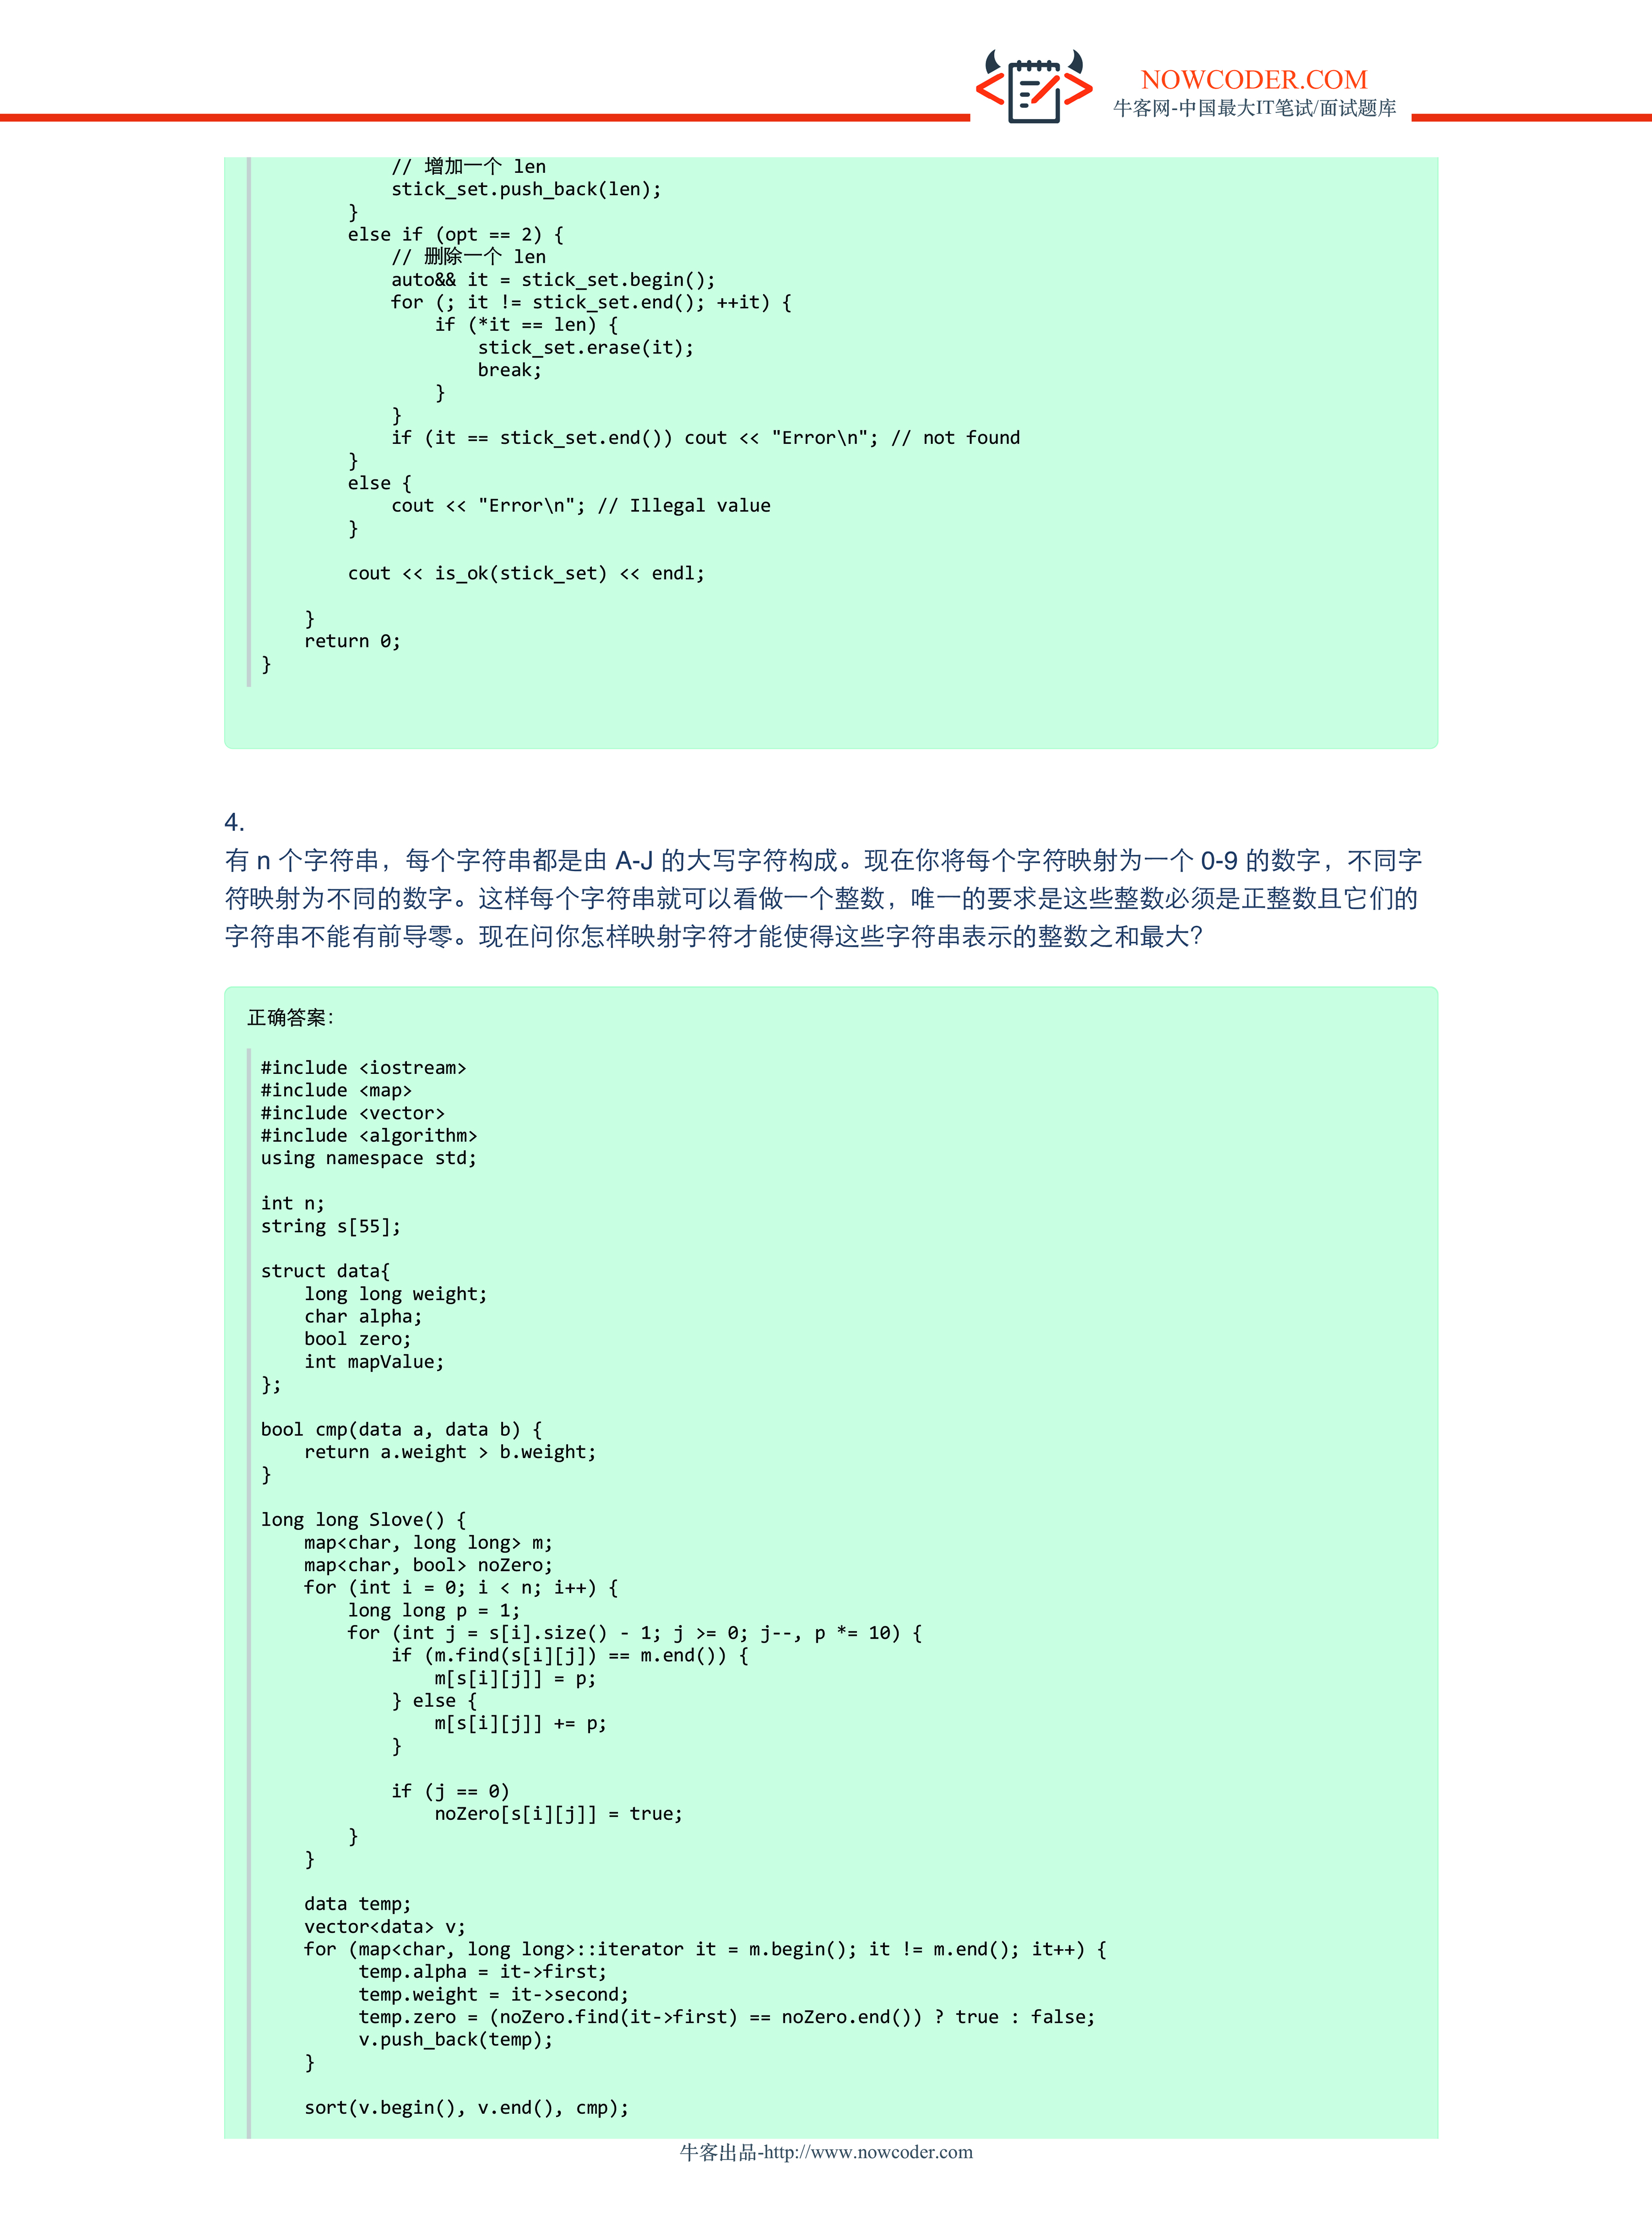 NOWCODER.COM
牛客网-中国最大IT笔试/面试题库
            // 增加一个 len
            stick_set.push_back(len);
        }
        else if (opt == 2) {
            // 删除一个 len
            auto&& it = stick_set.begin();
            for (; it != stick_set.end(); ++it) {
                if (*it == len) {
                    stick_set.erase(it);
                    break;
                }
            }
            if (it == stick_set.end()) cout << "Error\n"; // not found
        }
        else {
            cout << "Error\n"; // Illegal value
        }

        cout << is_ok(stick_set) << endl;

    }
    return 0;
}
4.
有 n 个字符串，每个字符串都是由 A-J 的大写字符构成。现在你将每个字符映射为一个 0-9 的数字，不同字
符映射为不同的数字。这样每个字符串就可以看做一个整数，唯一的要求是这些整数必须是正整数且它们的
字符串不能有前导零。现在问你怎样映射字符才能使得这些字符串表示的整数之和最大？
正确答案：
#include <iostream>
#include <map>
#include <vector>
#include <algorithm>
using namespace std;

int n;
string s[55];

struct data{
    long long weight;
    char alpha;
    bool zero;
    int mapValue;
};

bool cmp(data a, data b) {
    return a.weight > b.weight;
}

long long Slove() {
    map<char, long long> m;
    map<char, bool> noZero;
    for (int i = 0; i < n; i++) {
        long long p = 1;
        for (int j = s[i].size() - 1; j >= 0; j--, p *= 10) {
            if (m.find(s[i][j]) == m.end()) {
                m[s[i][j]] = p;
            } else {
                m[s[i][j]] += p;
            }

            if (j == 0)
                noZero[s[i][j]] = true;
        }
    }

    data temp;
    vector<data> v;
    for (map<char, long long>::iterator it = m.begin(); it != m.end(); it++) {
         temp.alpha = it->first;
         temp.weight = it->second;
         temp.zero = (noZero.find(it->first) == noZero.end()) ? true : false;
         v.push_back(temp);
    }

    sort(v.begin(), v.end(), cmp);
牛客出品-http://www.nowcoder.com